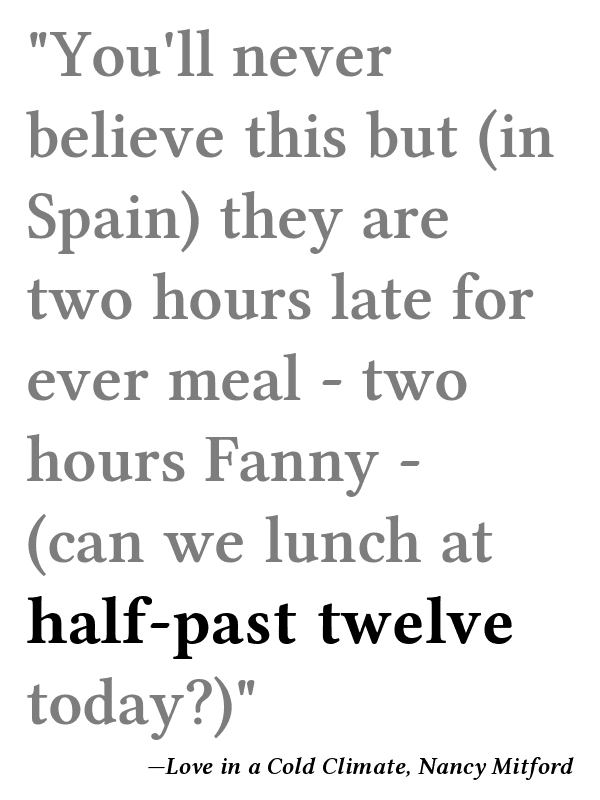 "You'll never
believe this but (in
Spain) they are
two hours late for
ever meal - two
hours Fanny -
(can we lunch at
half-past twelve
today?)"
—Love in a Cold Climate, Nancy Mitford